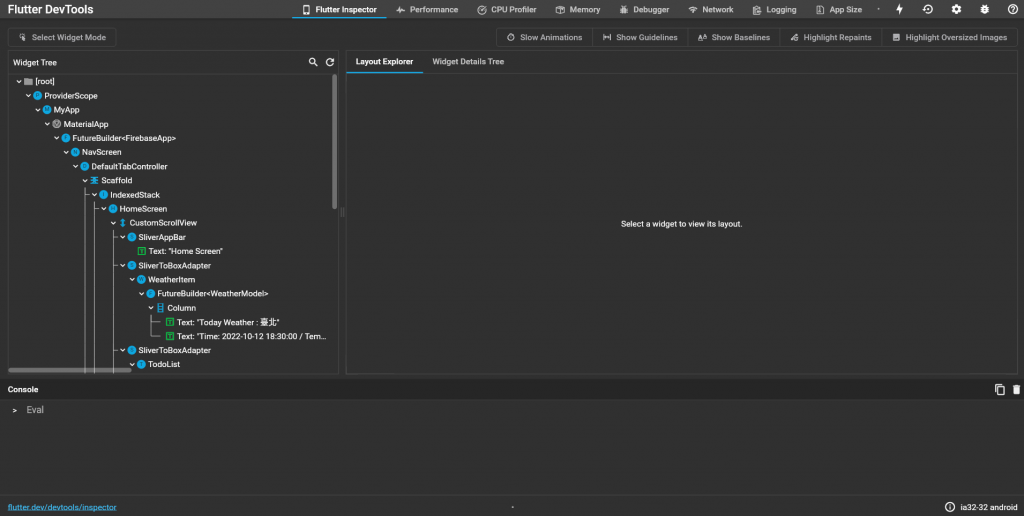 Flutter DevTools
Flutter Inspector
Performance
CPU Profiler
Memory
Debugger
Network
Logging
App Size
Select Widget Mode
Slow Animations
Show Guidelines
Show Baselines
Highlight Repaints
Highlight Oversized Images
Widget Tree
Layout Explorer
Widget Details Tree
[root]
ProviderScope
MyApp
MaterialApp
FutureBuilder<FirebaseApp>
NavScreen
DefaultTabController
Scaffold
IndexedStack
HomeScreen
CustomScrollView
SliverAppBar
Text: "Home Screen"
SliverToBoxAdapter
WeatherItem
FutureBuilder<WeatherModel>
Column
Text: "Today Weather : 臺北"
Text: "Time: 2022-10-12 18:30:00 / Tem...
SliverToBoxAdapter
TodoList
Select a widget to view its layout.
Console
> Eval
flutter.dev/devtools/inspector
ia32-32 android